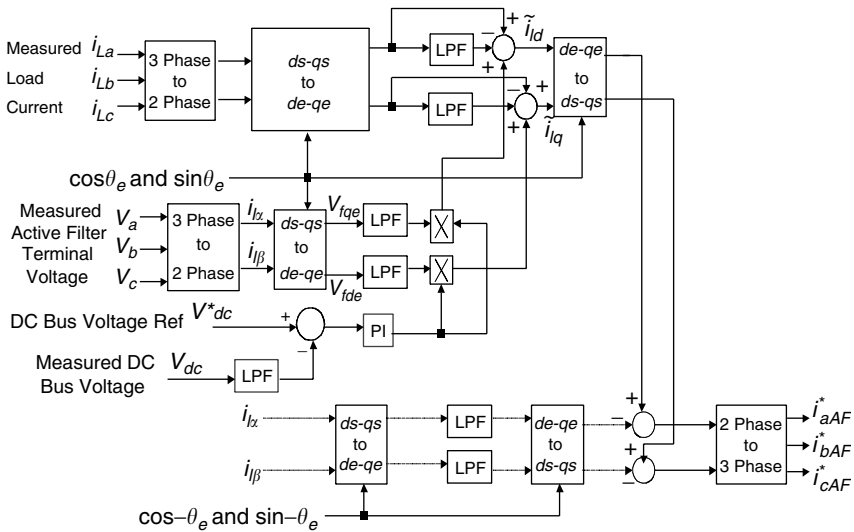 Measured
Load
Current
i_La
i_Lb
i_Lc
3 Phase
to
2 Phase
ds-qs
to
de-qe
LPF
LPF
+
−
+
ĩ_ld
+
−
+
ĩ_lq
de-qe
to
ds-qs
cosθ_e and sinθ_e
Measured
Active Filter
Terminal
Voltage
V_a
V_b
V_c
3 Phase
to
2 Phase
i_lα
i_lβ
ds-qs
to
de-qe
V_fqe
V_fde
LPF
LPF
X
X
DC Bus Voltage Ref
V*_dc
+
−
PI
Measured DC
Bus Voltage
V_dc
LPF
i_lα
i_lβ
ds-qs
to
de-qe
LPF
LPF
de-qe
to
ds-qs
+
−
+
−
2 Phase
to
3 Phase
i*_aAF
i*_bAF
i*_cAF
cos−θ_e and sin−θ_e